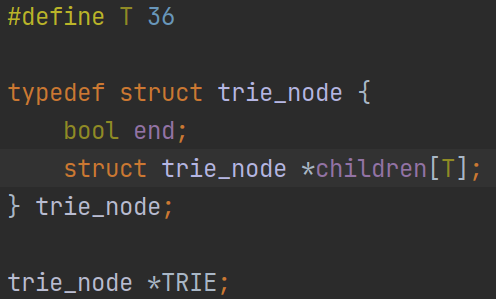 #define T 36
typedef struct trie_node {
bool end;
struct trie_node *children[T];
} trie_node;
trie_node *TRIE;